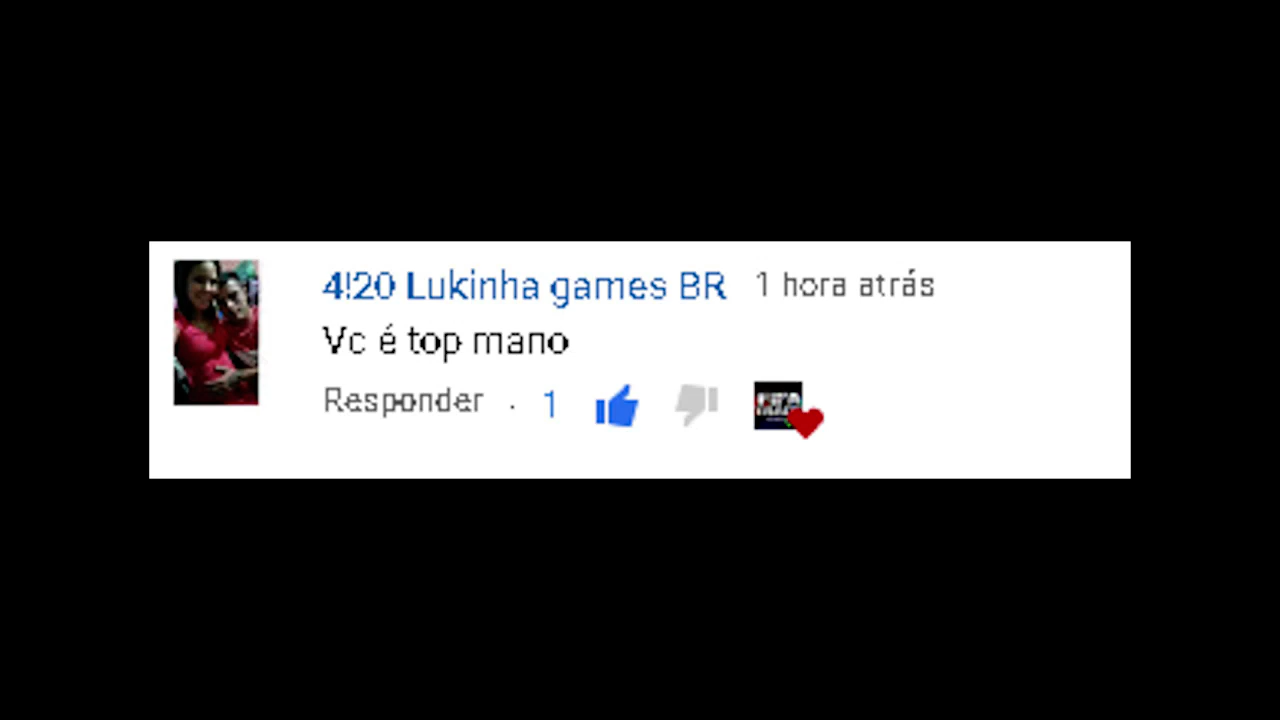 4!20 Lukinha games BR 1 hora atrás
Vc é top mano
Responder . 1